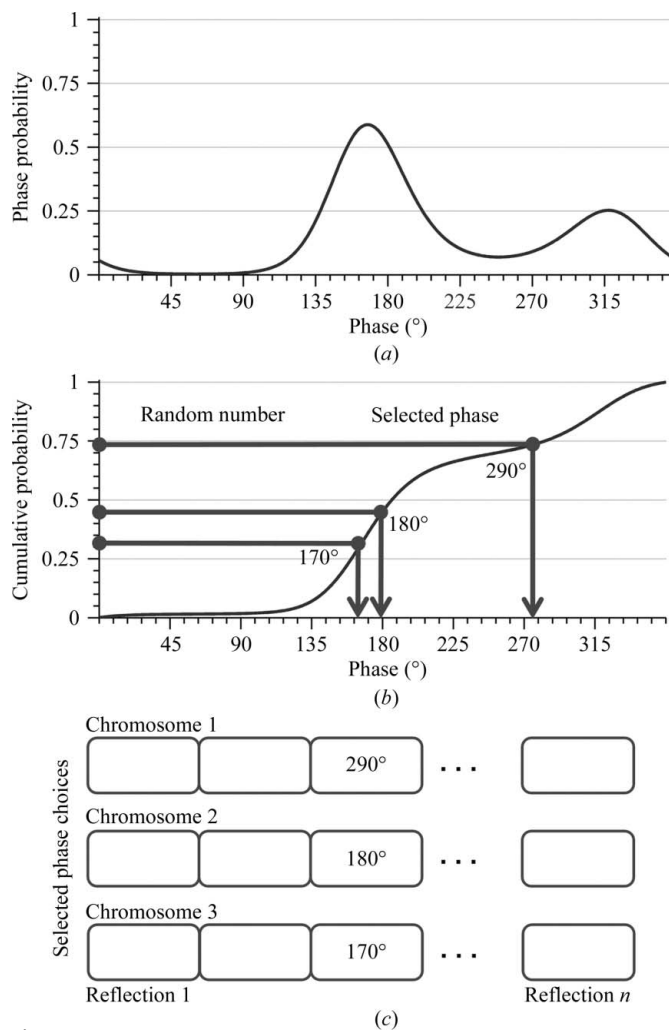 1
0.75
0.5
0.25
0
Phase probability
45 90 135 180 225 270 315
Phase (°)
(a)
1
0.75
0.5
0.25
0
Cumulative probability
Random number Selected phase
290°
180°
170°
45 90 135 180 225 270 315
Phase (°)
(b)
Selected phase choices
Chromosome 1
290° . . .
Chromosome 2
180° . . .
Chromosome 3
170° . . .
Reflection 1 Reflection n
(c)